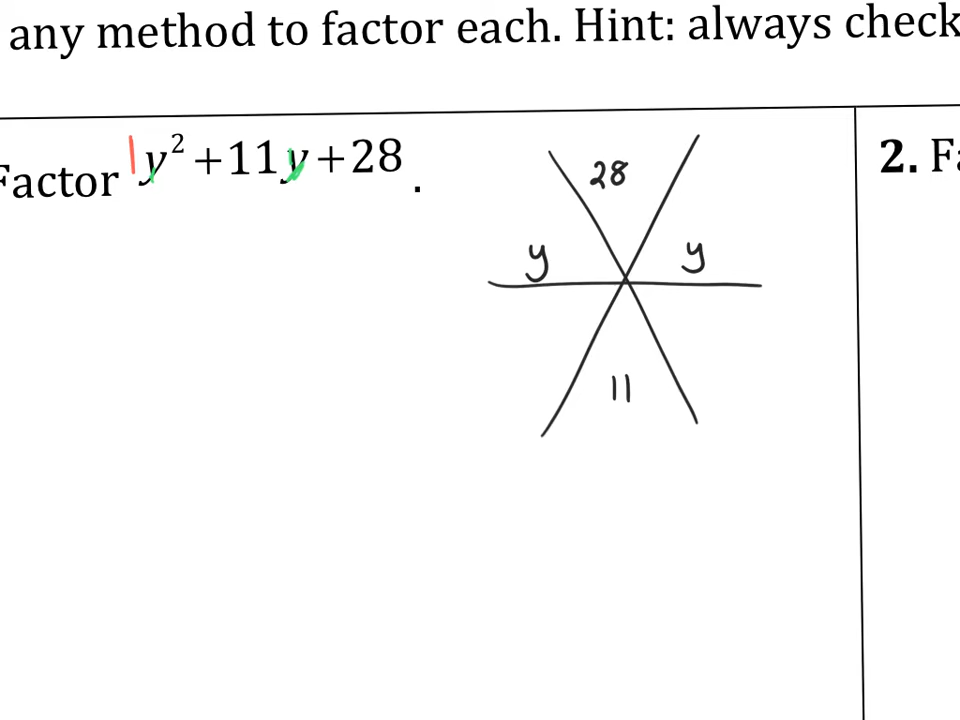 any method to factor each. Hint: always check
Factor 1y² + 11y + 28 .
2. Fa
28
y y
11